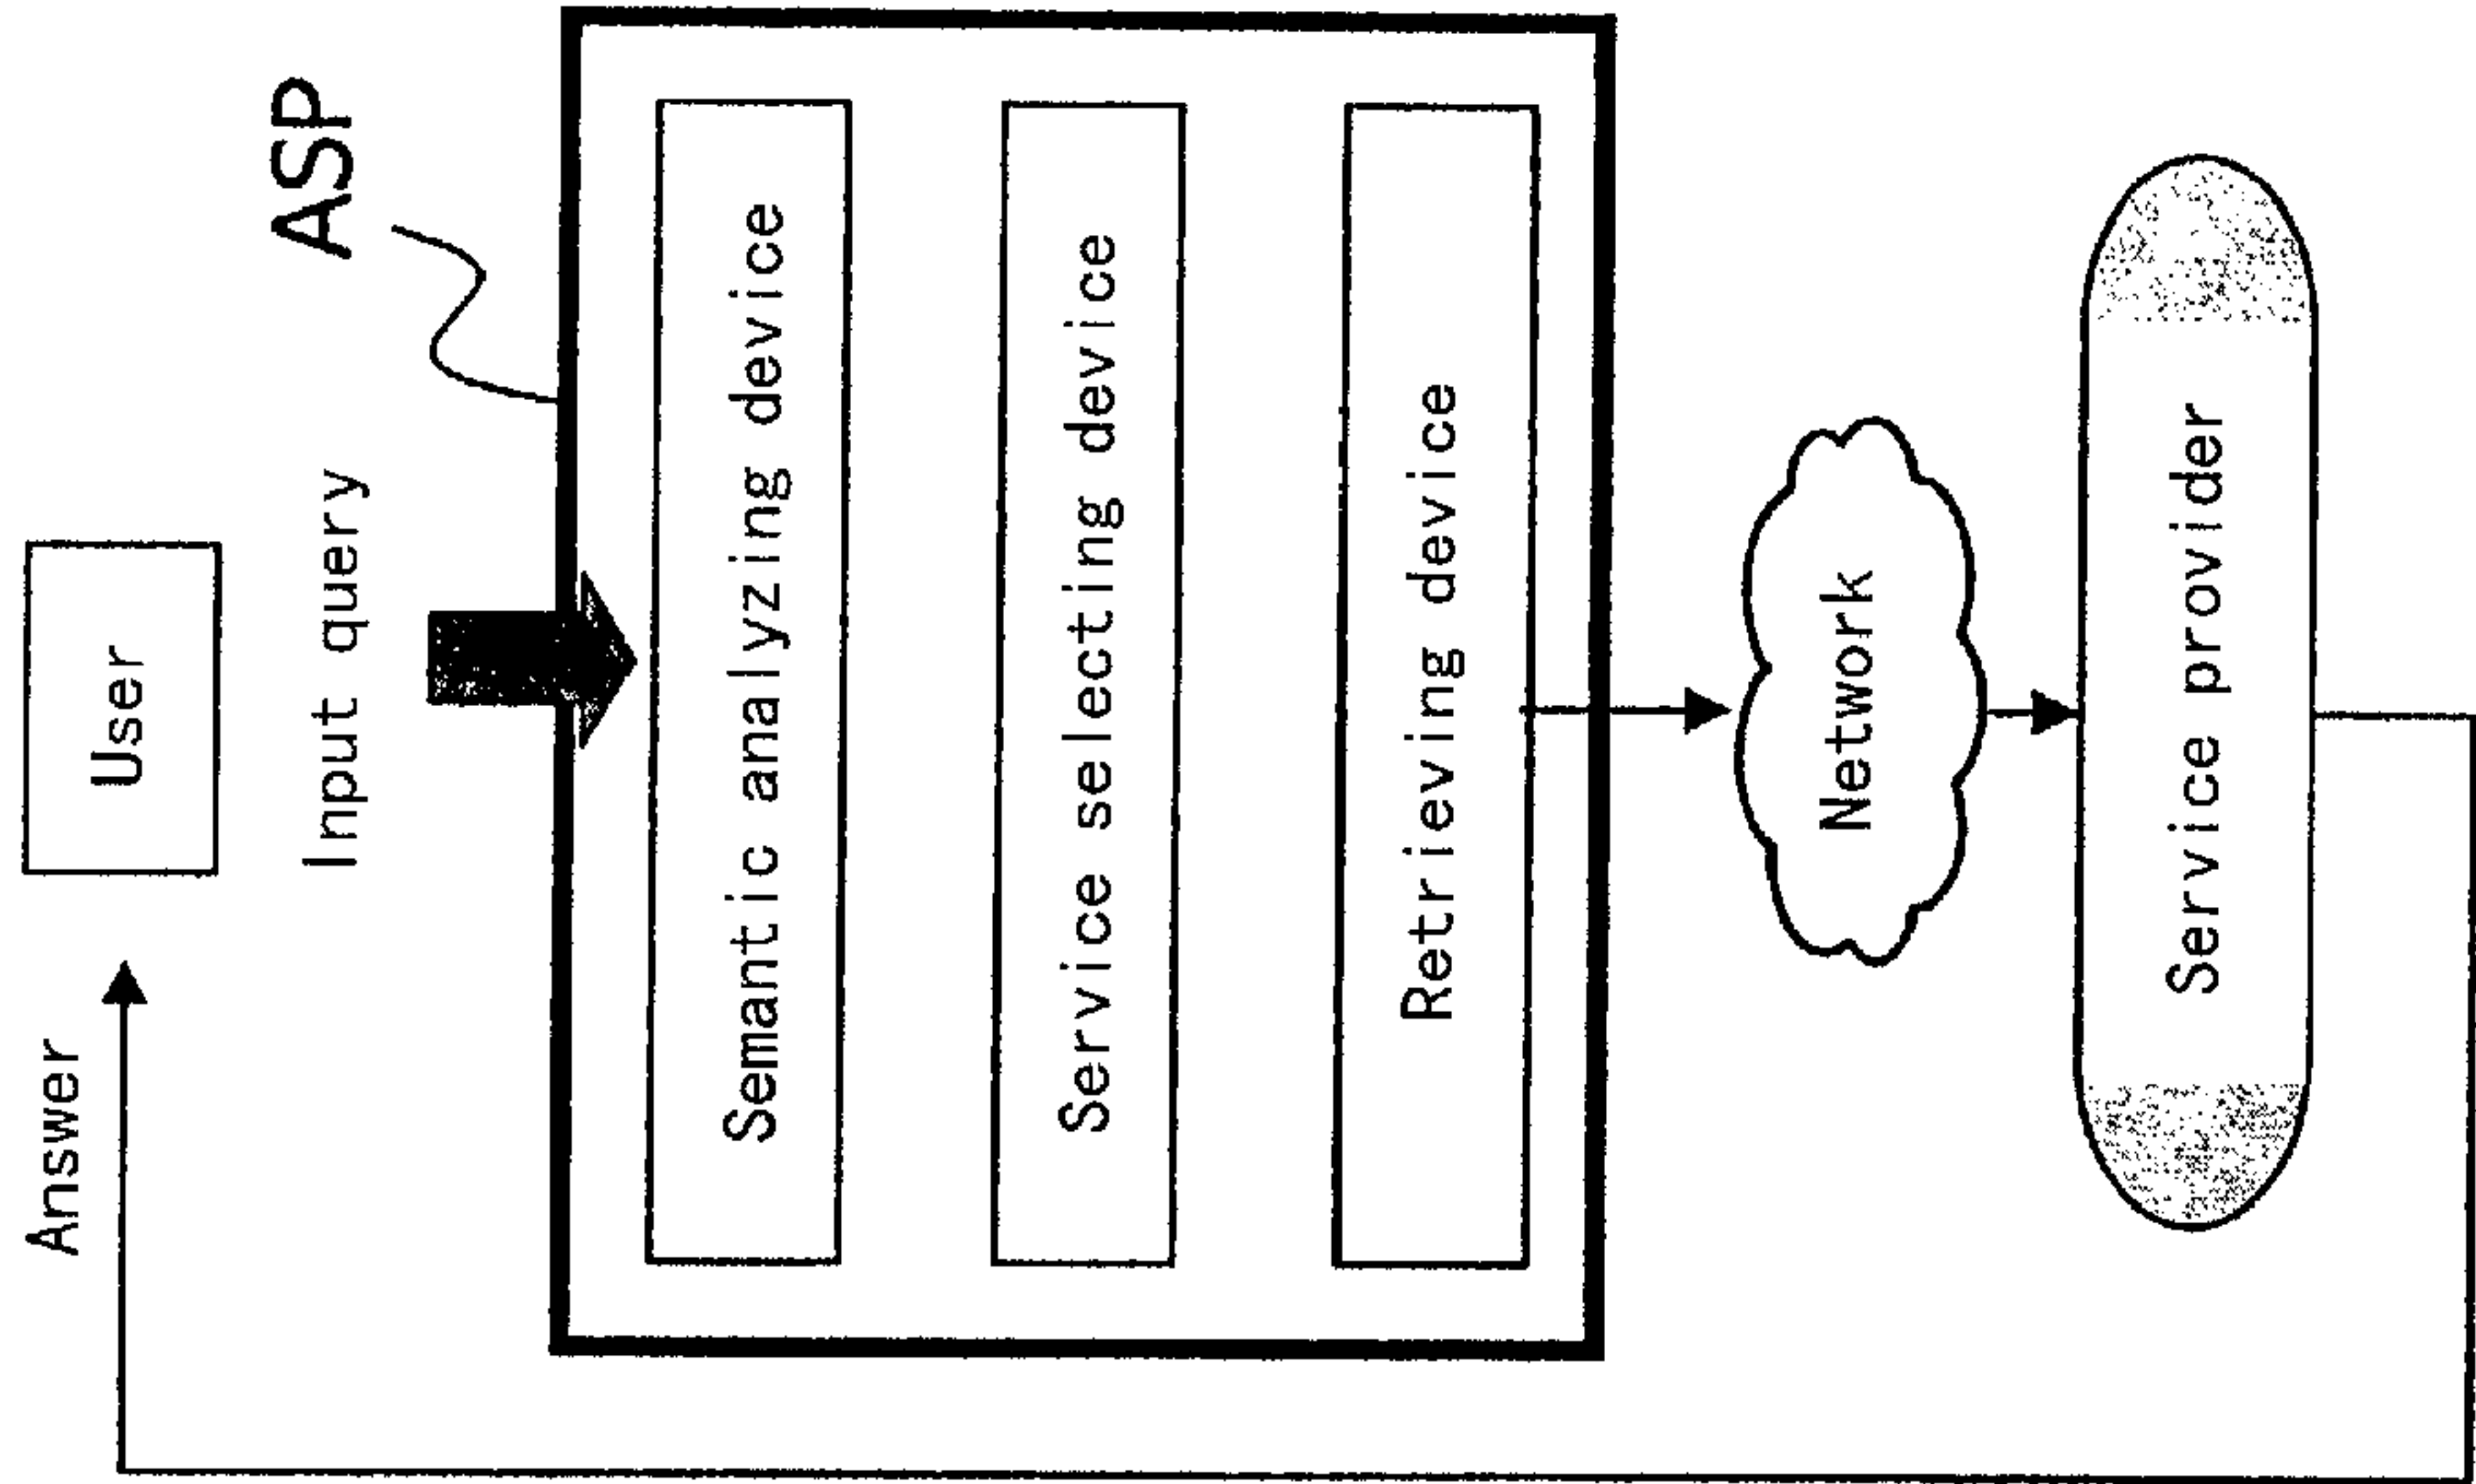 Answer
User
Input query
ASP
Semantic analyzing device
Service selecting device
Retrieving device
Network
Service provider